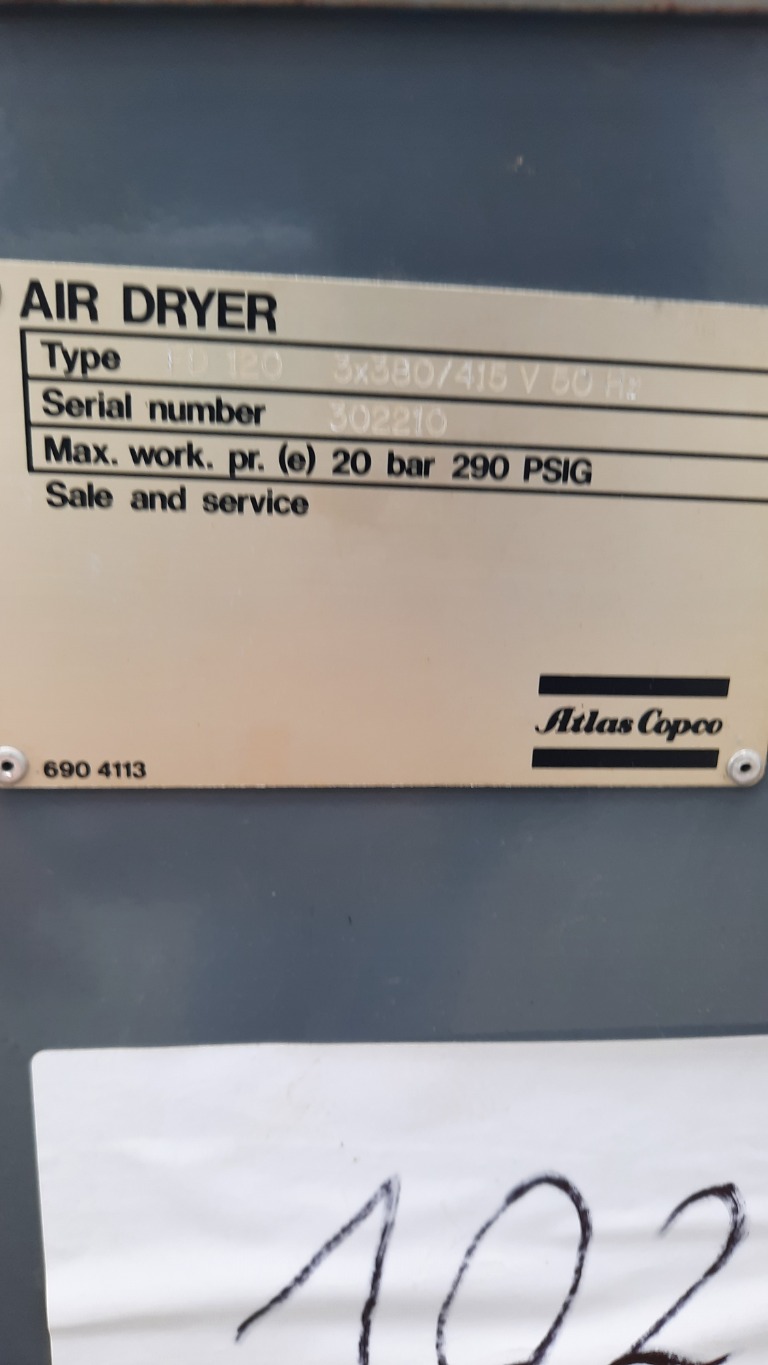 AIR DRYER
Type 120 3x380/415 V 50 Hz
Serial number 302210
Max. work. pr. (e) 20 bar 290 PSIG
Sale and service
Atlas Copco
690 4113
102